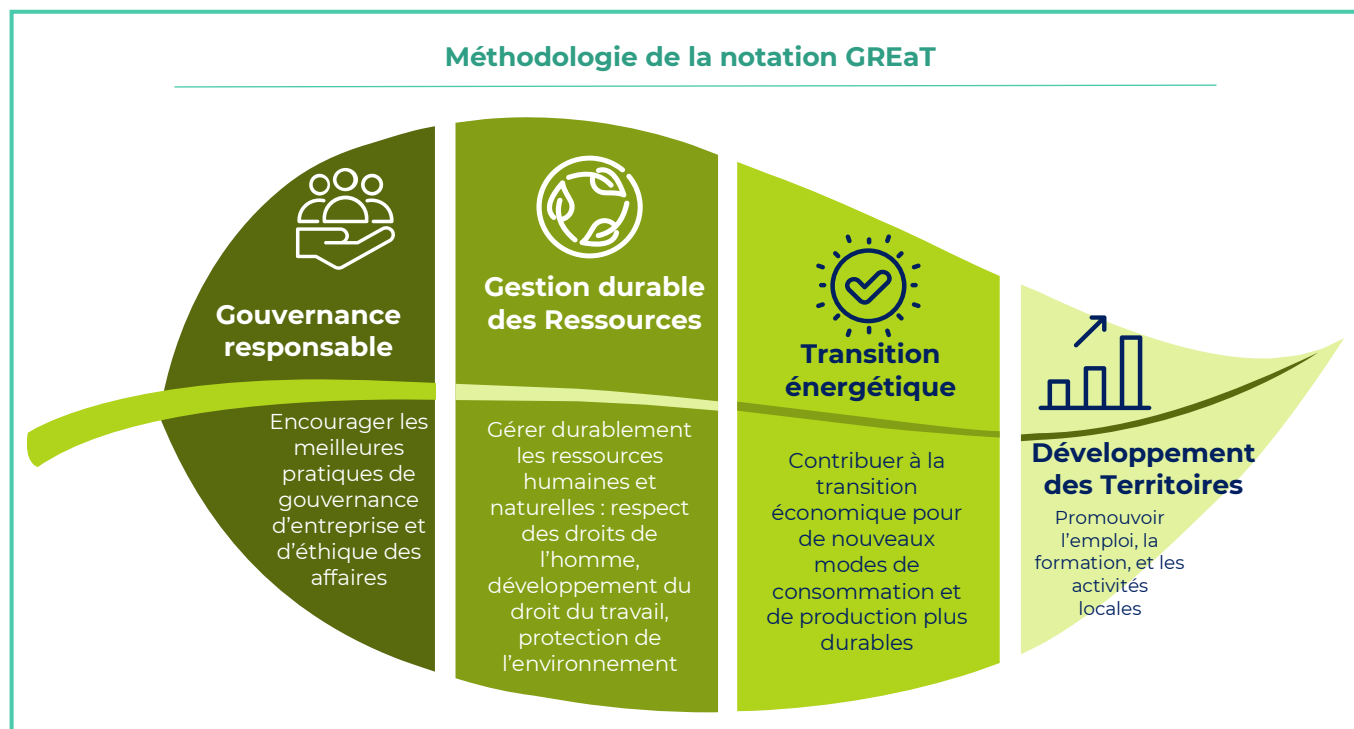 Méthodologie de la notation GREaT
Gouvernance
responsable
Encourager les
meilleures
pratiques de
gouvernance
d’entreprise et
d’éthique des
affaires
Gestion durable
des Ressources
Gérer durablement
les ressources
humaines et
naturelles : respect
des droits de
l’homme,
développement du
droit du travail,
protection de
l’environnement
Transition
énergétique
Contribuer à la
transition
économique pour
de nouveaux
modes de
consommation et
de production plus
durables
Développement
des Territoires
Promouvoir
l’emploi, la
formation, et les
activités
locales